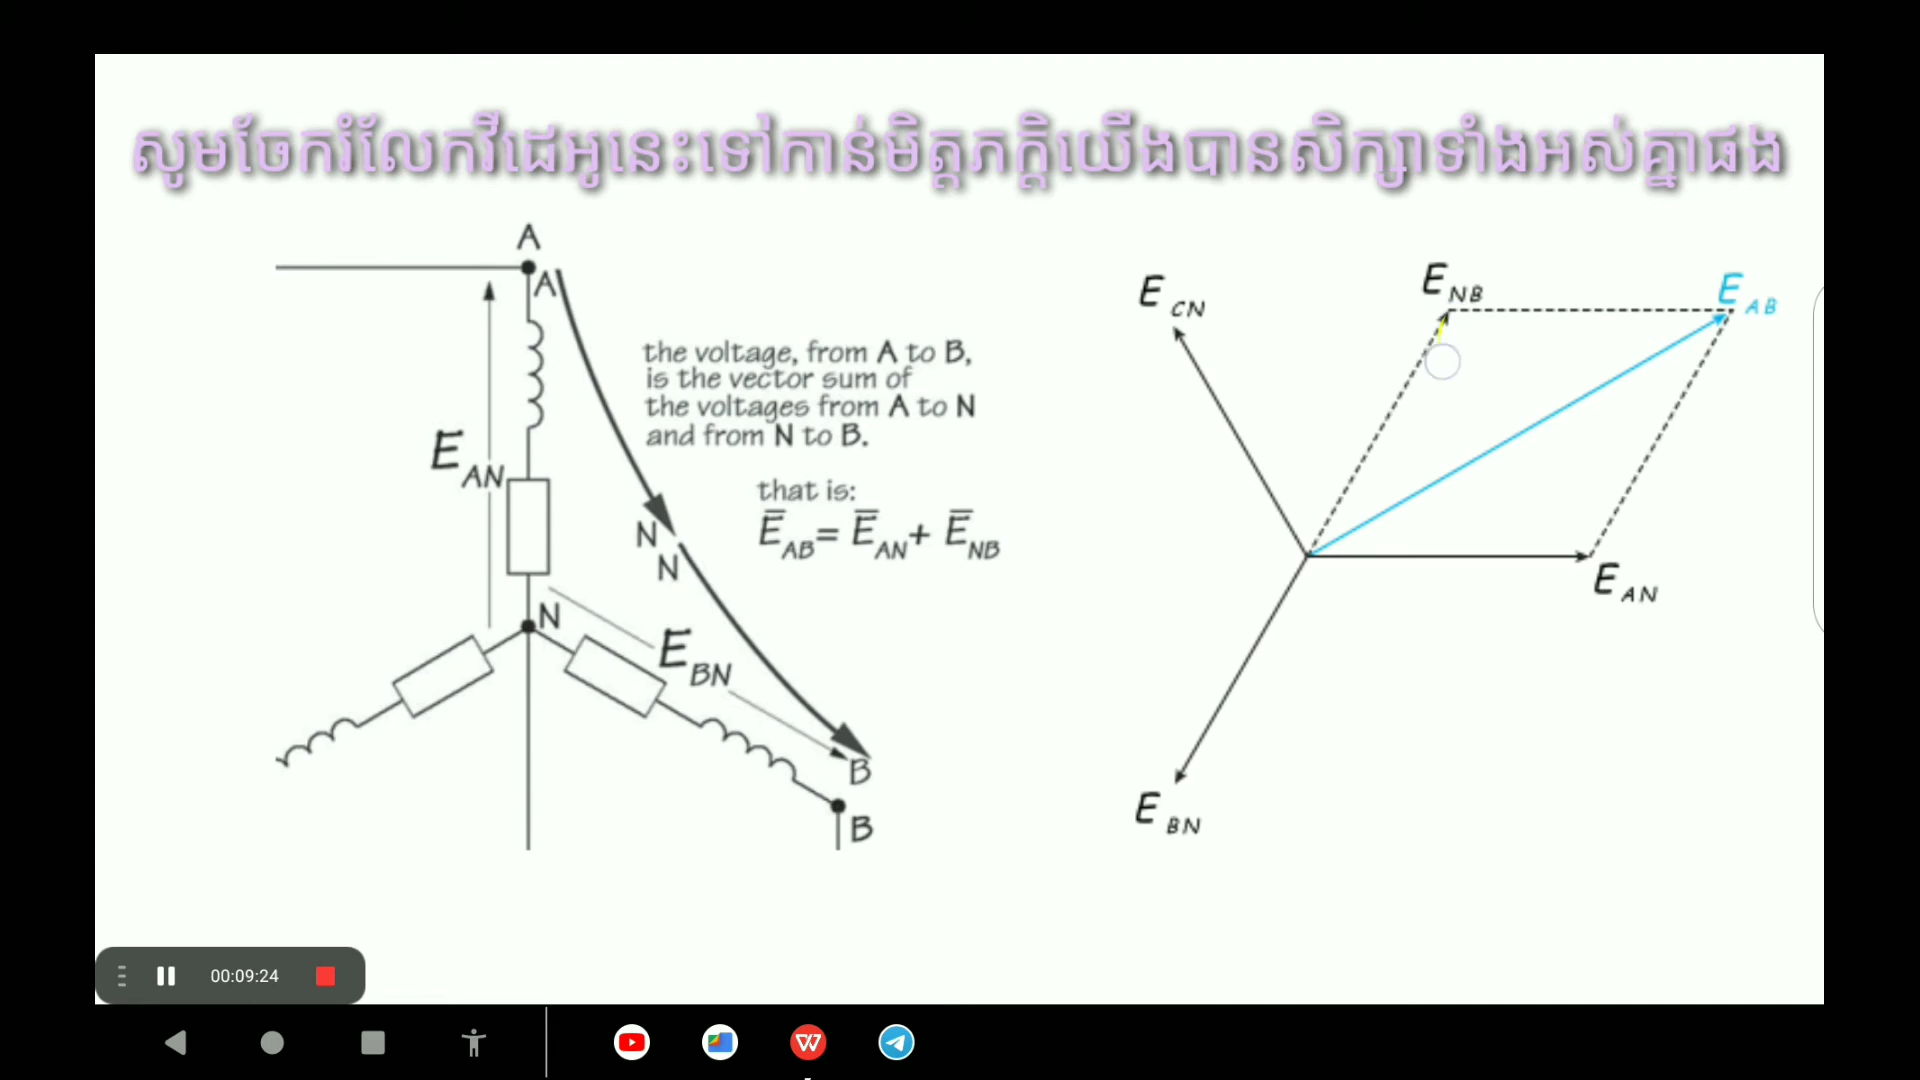 សូមចែករំលែកវីដេអូនេះទៅកាន់មិត្តភក្តិយើងបានសិក្សាទាំងអស់គ្នាផង
A
A
E AN
the voltage, from A to B,
is the vector sum of
the voltages from A to N
and from N to B.
that is:
E̅AB = E̅AN + E̅NB
N
N
N
E BN
B
B
E CN
E NB
E AB
E AN
E BN
00:09:24